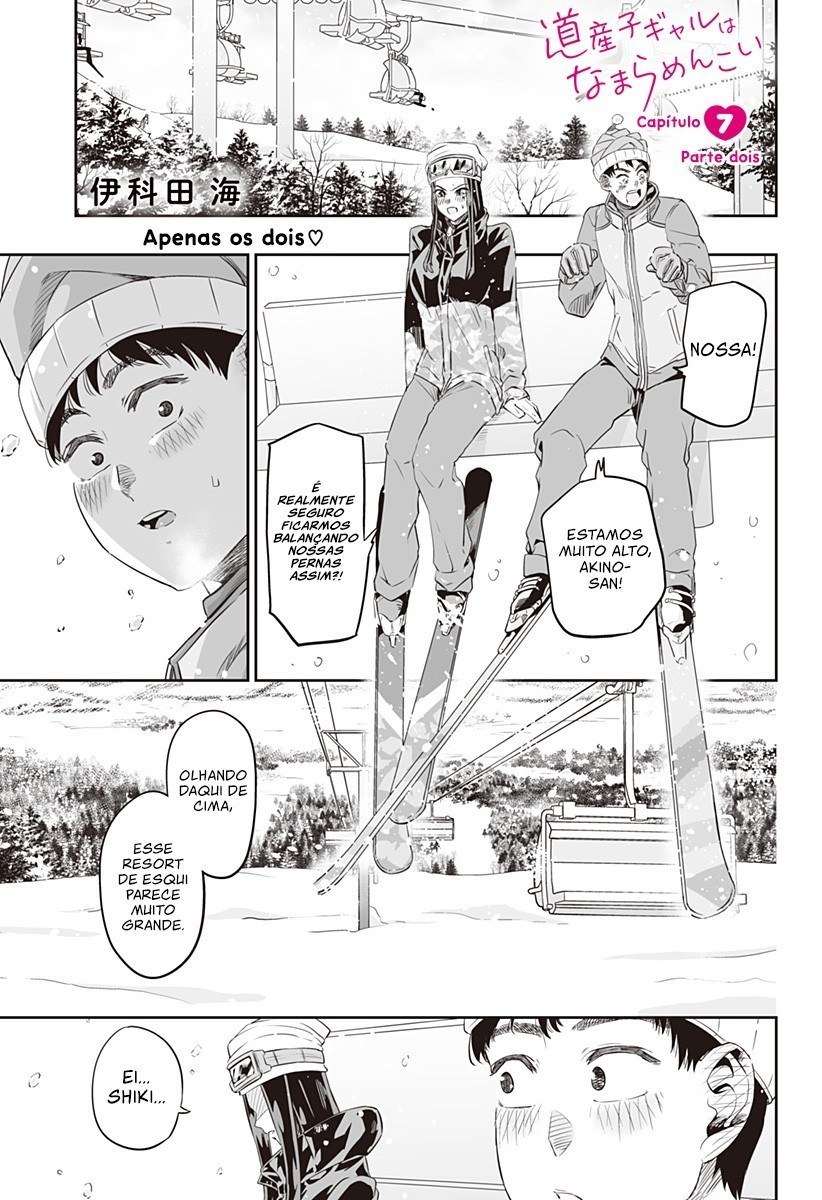 道産子ギャルは
なまらめんこい
Capítulo 7
Parte dois
伊科田 海
Apenas os dois♡
NOSSA!
ESTAMOS
MUITO ALTO,
AKINO-
SAN!
É
REALMENTE
SEGURO
FICARMOS
BALANÇANDO
NOSSAS
PERNAS
ASSIM?!
OLHANDO
DAQUI DE
CIMA,
ESSE
RESORT
DE ESQUI
PARECE
MUITO
GRANDE.
EI...
SHIKI...